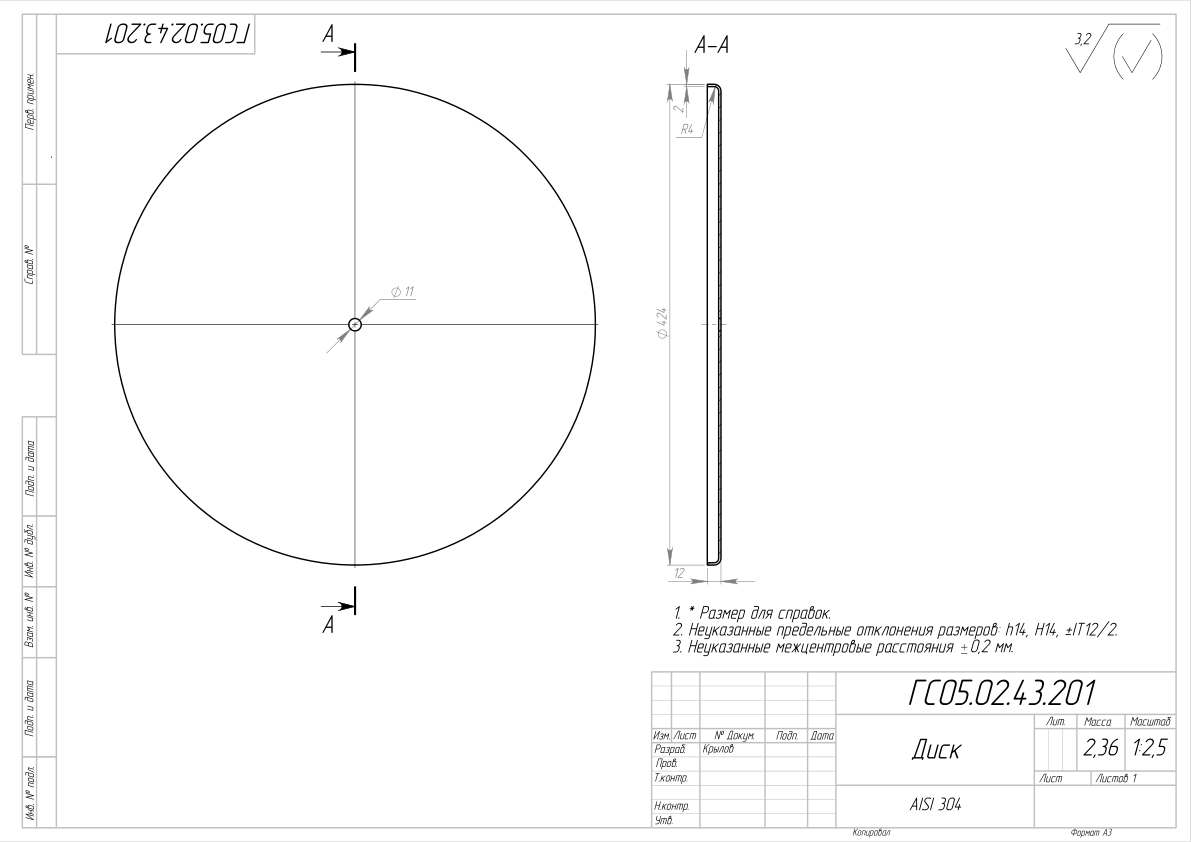 ГС05.02.43.201
Перв. примен.
Справ. №
Подп. и дата
Инв. № дубл.
Взам. инв. №
Подп. и дата
Инв. № подл.
А
А
⌀ 11
А-А
3,2
2
R4
⌀ 424
12
1. * Размер для справок.
2. Неуказанные предельные отклонения размеров: h14, H14, ±IT12/2.
3. Неуказанные межцентровые расстояния ±0,2 мм.
ГС05.02.43.201
Изм. Лист № Докум. Подп. Дата
Разраб. Крылов
Пров.
Т.контр.
Н.контр.
Утв.
Диск
AISI 304
Лит. Масса Масштаб
2,36 1:2,5
Лист Листов 1
Копировал Формат А3